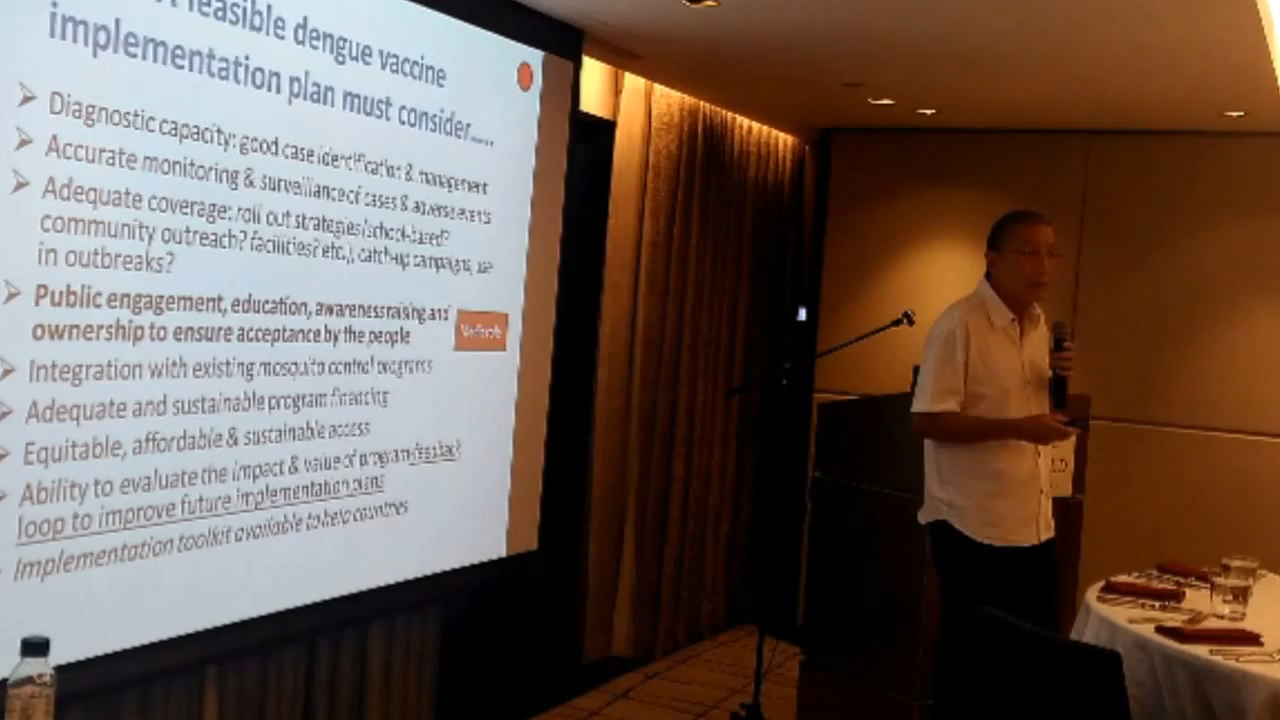 feasible dengue vaccine
implementation plan must consider....
Diagnostic capacity: good case identification & management
Accurate monitoring & surveillance of cases & adverse events
Adequate coverage: roll out strategies (school-based?
community outreach? facilities? etc.), catch-up campaigns, use
in outbreaks?
Public engagement, education, awareness raising and
ownership to ensure acceptance by the people
Integration with existing mosquito control programs
Adequate and sustainable program financing
Equitable, affordable & sustainable access
Ability to evaluate the impact & value of program-feedback
loop to improve future implementation plans
Implementation toolkit available to help countries